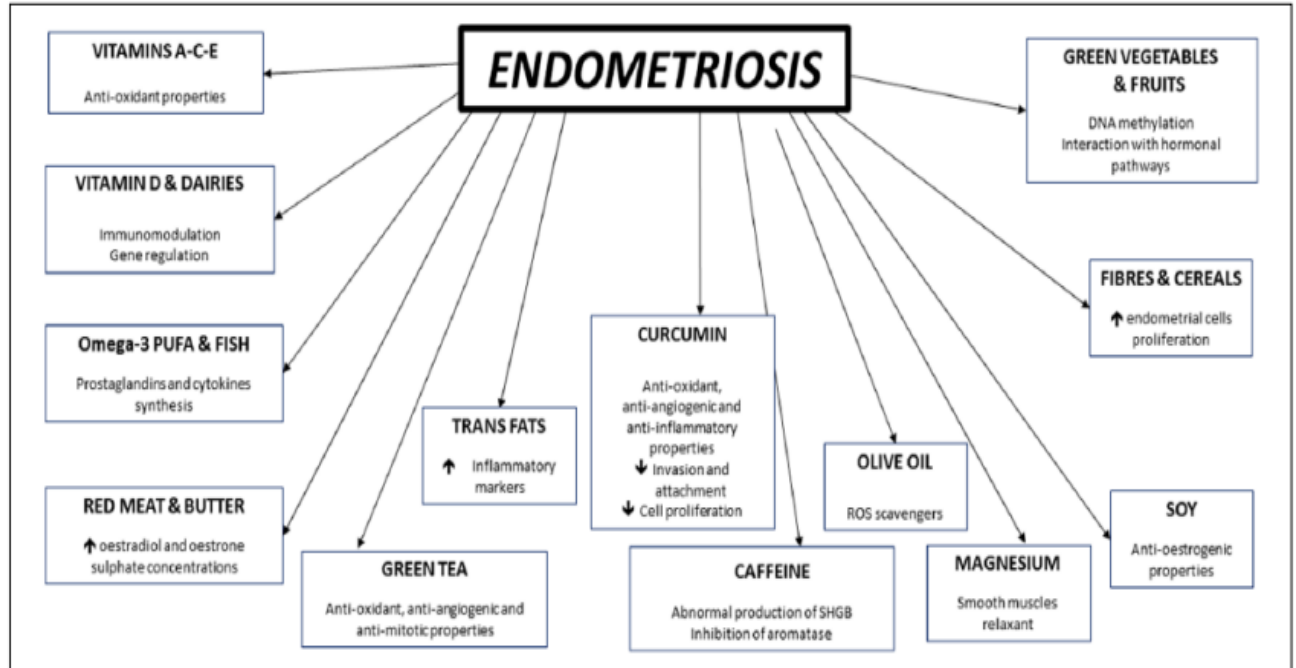 ENDOMETRIOSIS
VITAMINS A-C-E
Anti-oxidant properties
VITAMIN D & DAIRIES
Immunomodulation
Gene regulation
Omega-3 PUFA & FISH
Prostaglandins and cytokines
synthesis
RED MEAT & BUTTER
↑ oestradiol and oestrone
sulphate concentrations
GREEN TEA
Anti-oxidant, anti-angiogenic and
anti-mitotic properties
TRANS FATS
↑ Inflammatory
markers
CURCUMIN
Anti-oxidant,
anti-angiogenic and
anti-inflammatory
properties
↓ Invasion and
attachment
↓ Cell proliferation
CAFFEINE
Abnormal production of SHGB
Inhibition of aromatase
OLIVE OIL
ROS scavengers
MAGNESIUM
Smooth muscles
relaxant
SOY
Anti-oestrogenic
properties
FIBRES & CEREALS
↑ endometrial cells
proliferation
GREEN VEGETABLES
& FRUITS
DNA methylation
Interaction with hormonal
pathways